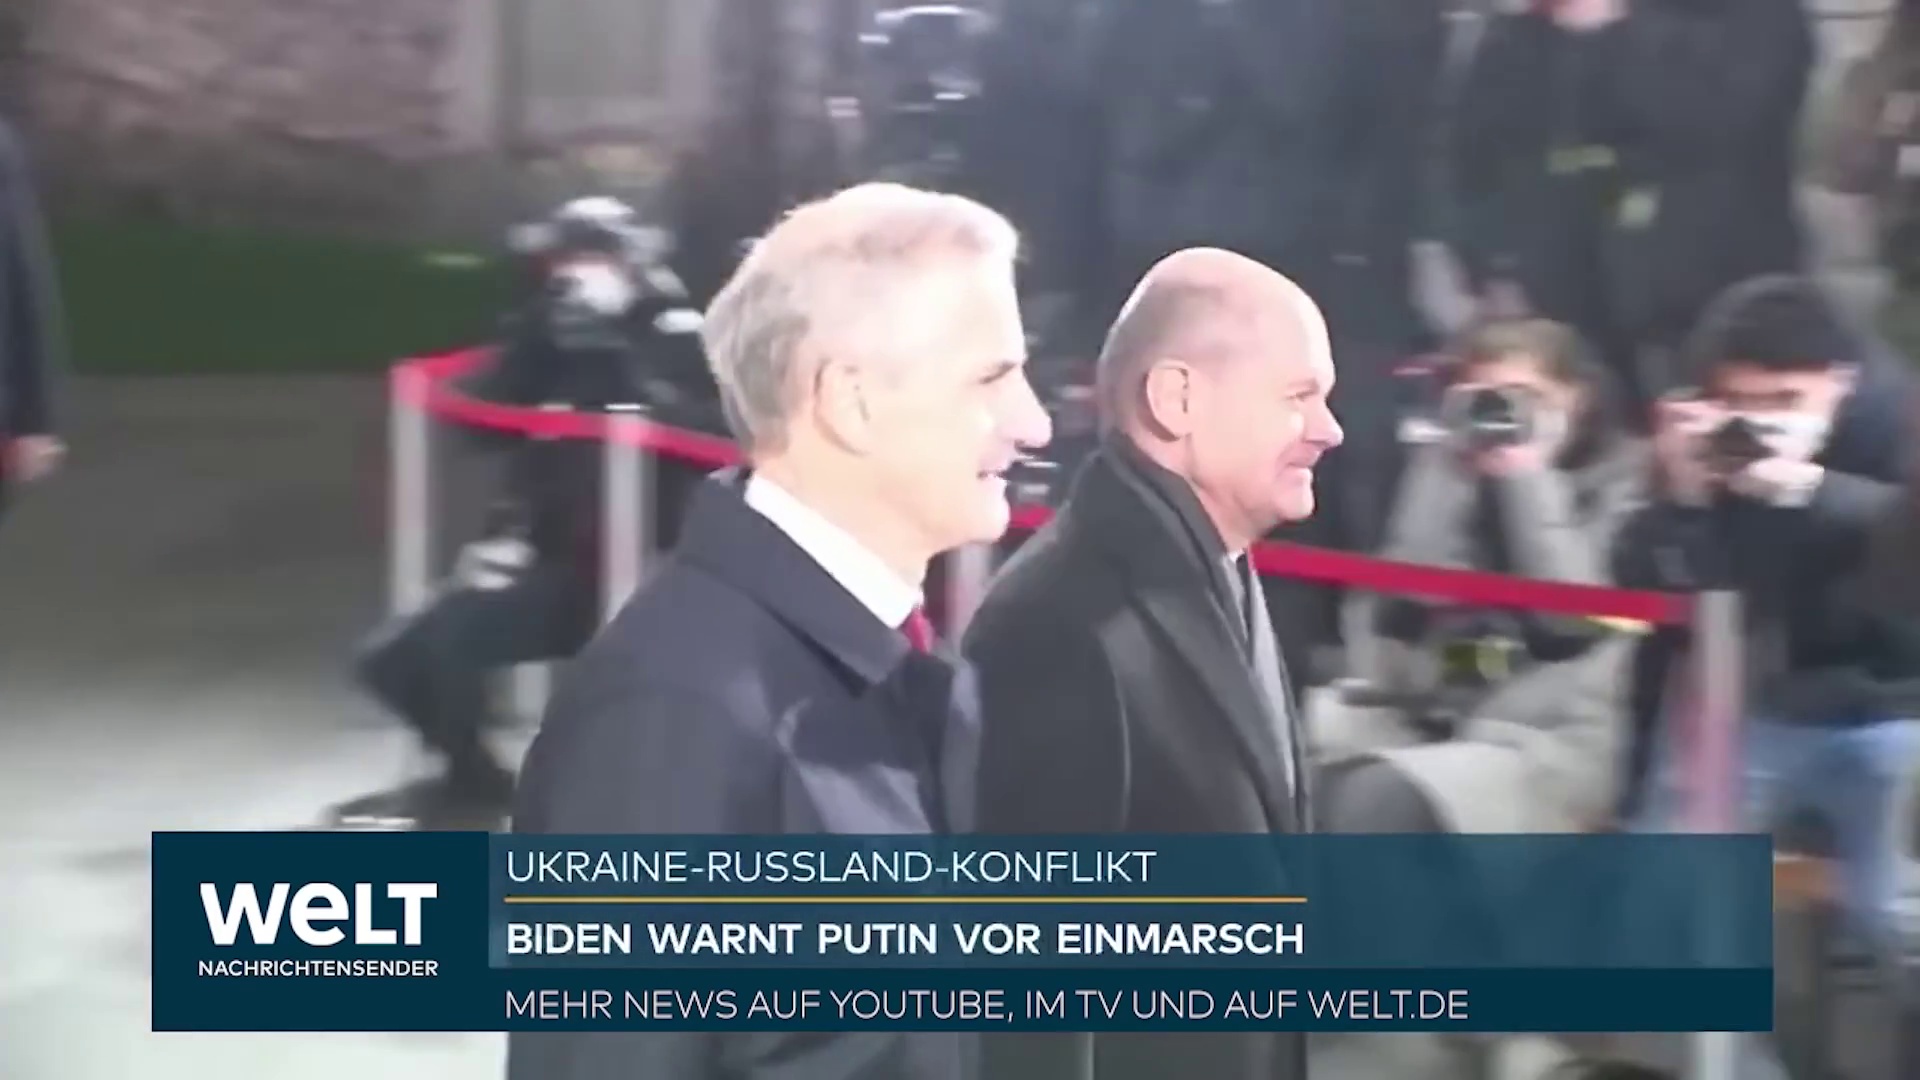 UKRAINE-RUSSLAND-KONFLIKT
WELT
NACHRICHTENSENDER
BIDEN WARNT PUTIN VOR EINMARSCH
MEHR NEWS AUF YOUTUBE, IM TV UND AUF WELT.DE